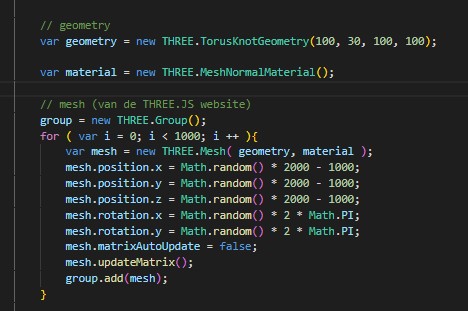 // geometry
var geometry = new THREE.TorusKnotGeometry(100, 30, 100, 100);
var material = new THREE.MeshNormalMaterial();
// mesh (van de THREE.JS website)
group = new THREE.Group();
for ( var i = 0; i < 1000; i ++ ){
var mesh = new THREE.Mesh( geometry, material );
mesh.position.x = Math.random() * 2000 - 1000;
mesh.position.y = Math.random() * 2000 - 1000;
mesh.position.z = Math.random() * 2000 - 1000;
mesh.rotation.x = Math.random() * 2 * Math.PI;
mesh.rotation.y = Math.random() * 2 * Math.PI;
mesh.matrixAutoUpdate = false;
mesh.updateMatrix();
group.add(mesh);
}